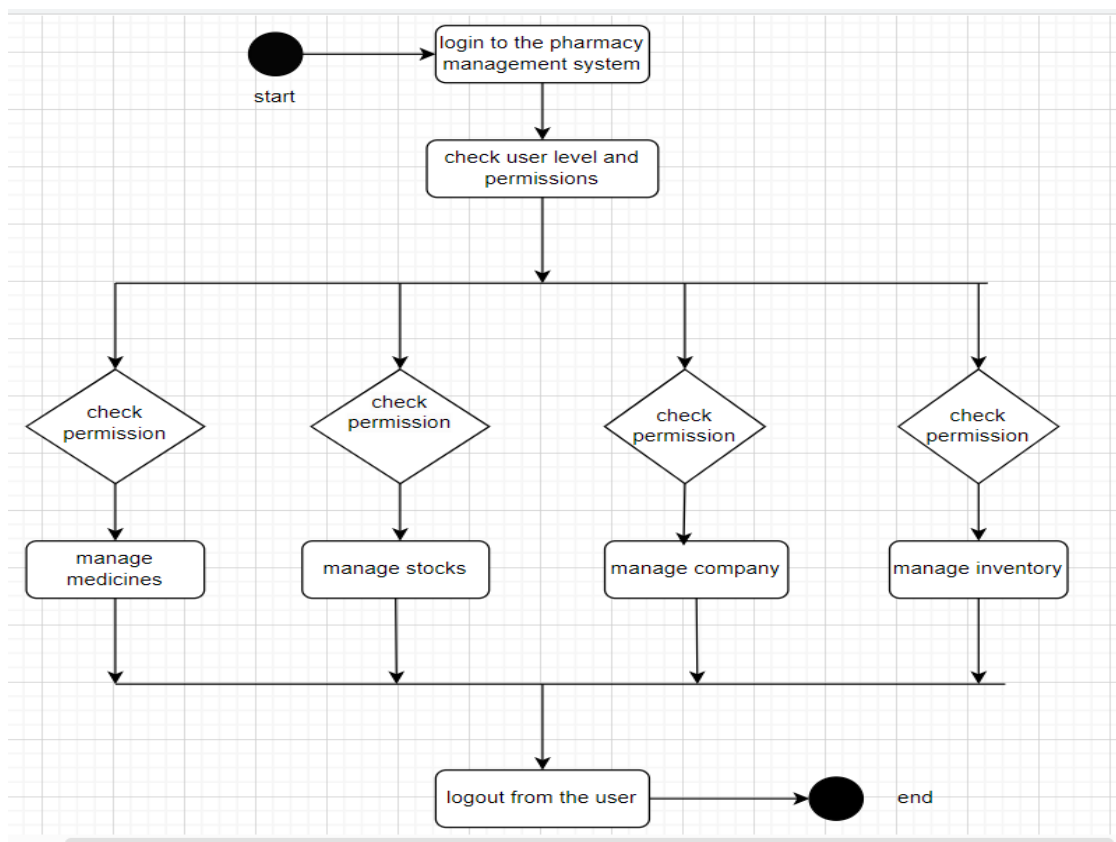 login to the pharmacy
management system
start
check user level and
permissions
check
permission
check
permission
check
permission
check
permission
manage
medicines
manage stocks
manage company
manage inventory
logout from the user
end